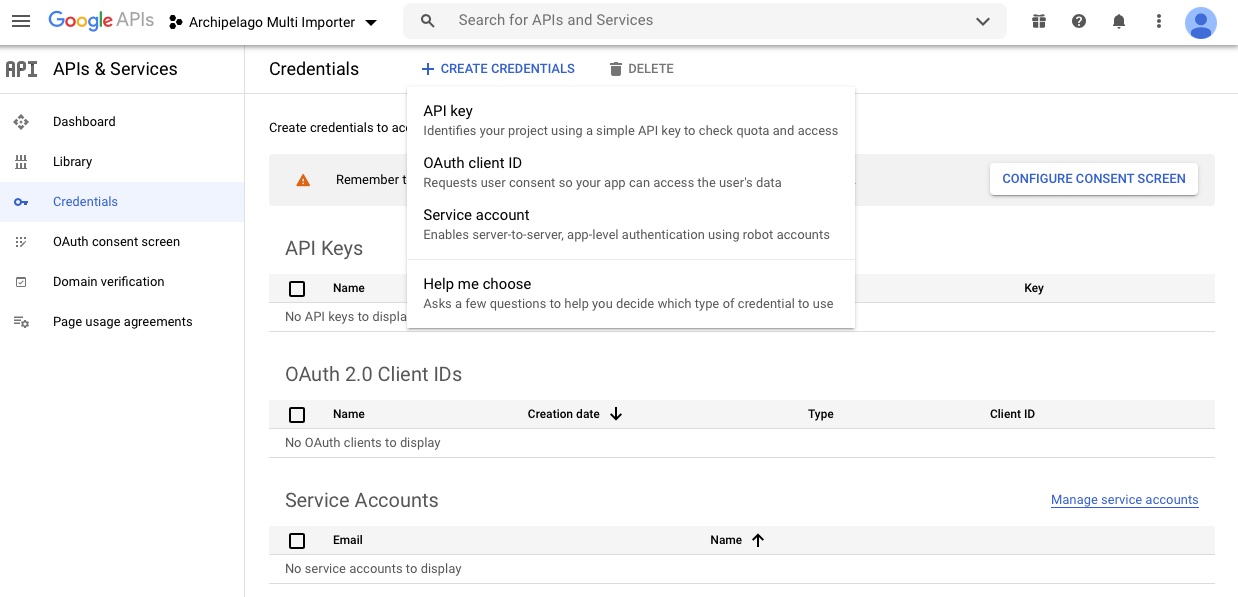 Google APIs
Archipelago Multi Importer
Search for APIs and Services
API
APIs & Services
Credentials
CREATE CREDENTIALS
DELETE
Dashboard
Library
Credentials
OAuth consent screen
Domain verification
Page usage agreements
Create credentials to acc
Remember t
CONFIGURE CONSENT SCREEN
API key
Identifies your project using a simple API key to check quota and access
OAuth client ID
Requests user consent so your app can access the user's data
Service account
Enables server-to-server, app-level authentication using robot accounts
Help me choose
Asks a few questions to help you decide which type of credential to use
API Keys
Name Key
No API keys to displa
OAuth 2.0 Client IDs
Name Creation date Type Client ID
No OAuth clients to display
Service Accounts
Manage service accounts
Email Name
No service accounts to display